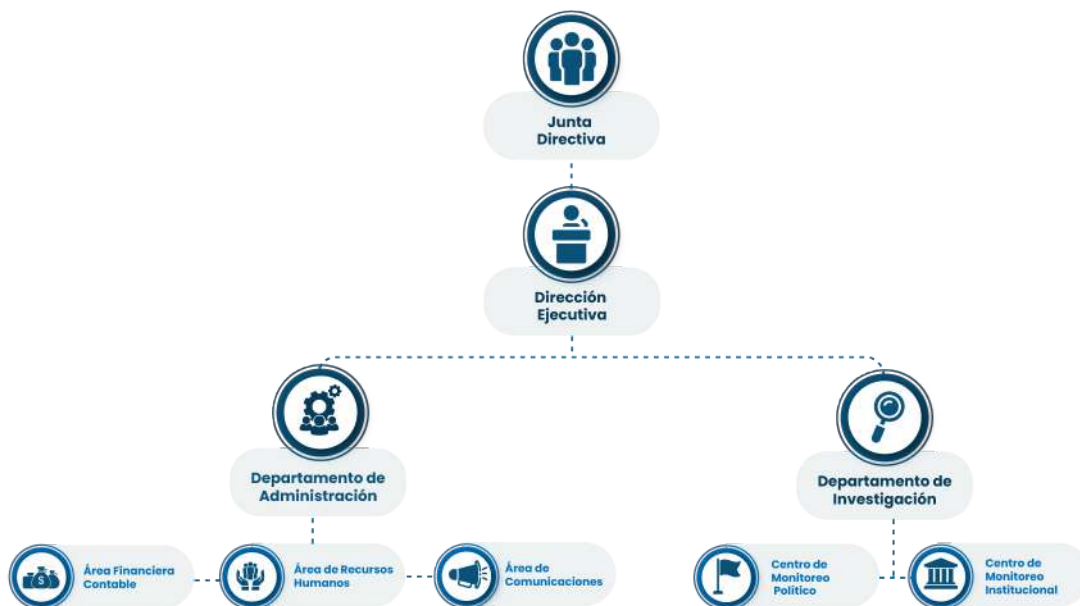 Junta
Directiva
Dirección
Ejecutiva
Departamento de
Administración
Departamento de
Investigación
Área Financiera
Contable
Área de Recursos
Humanos
Área de
Comunicaciones
Centro de
Monitoreo
Político
Centro de
Monitoreo
Institucional
$